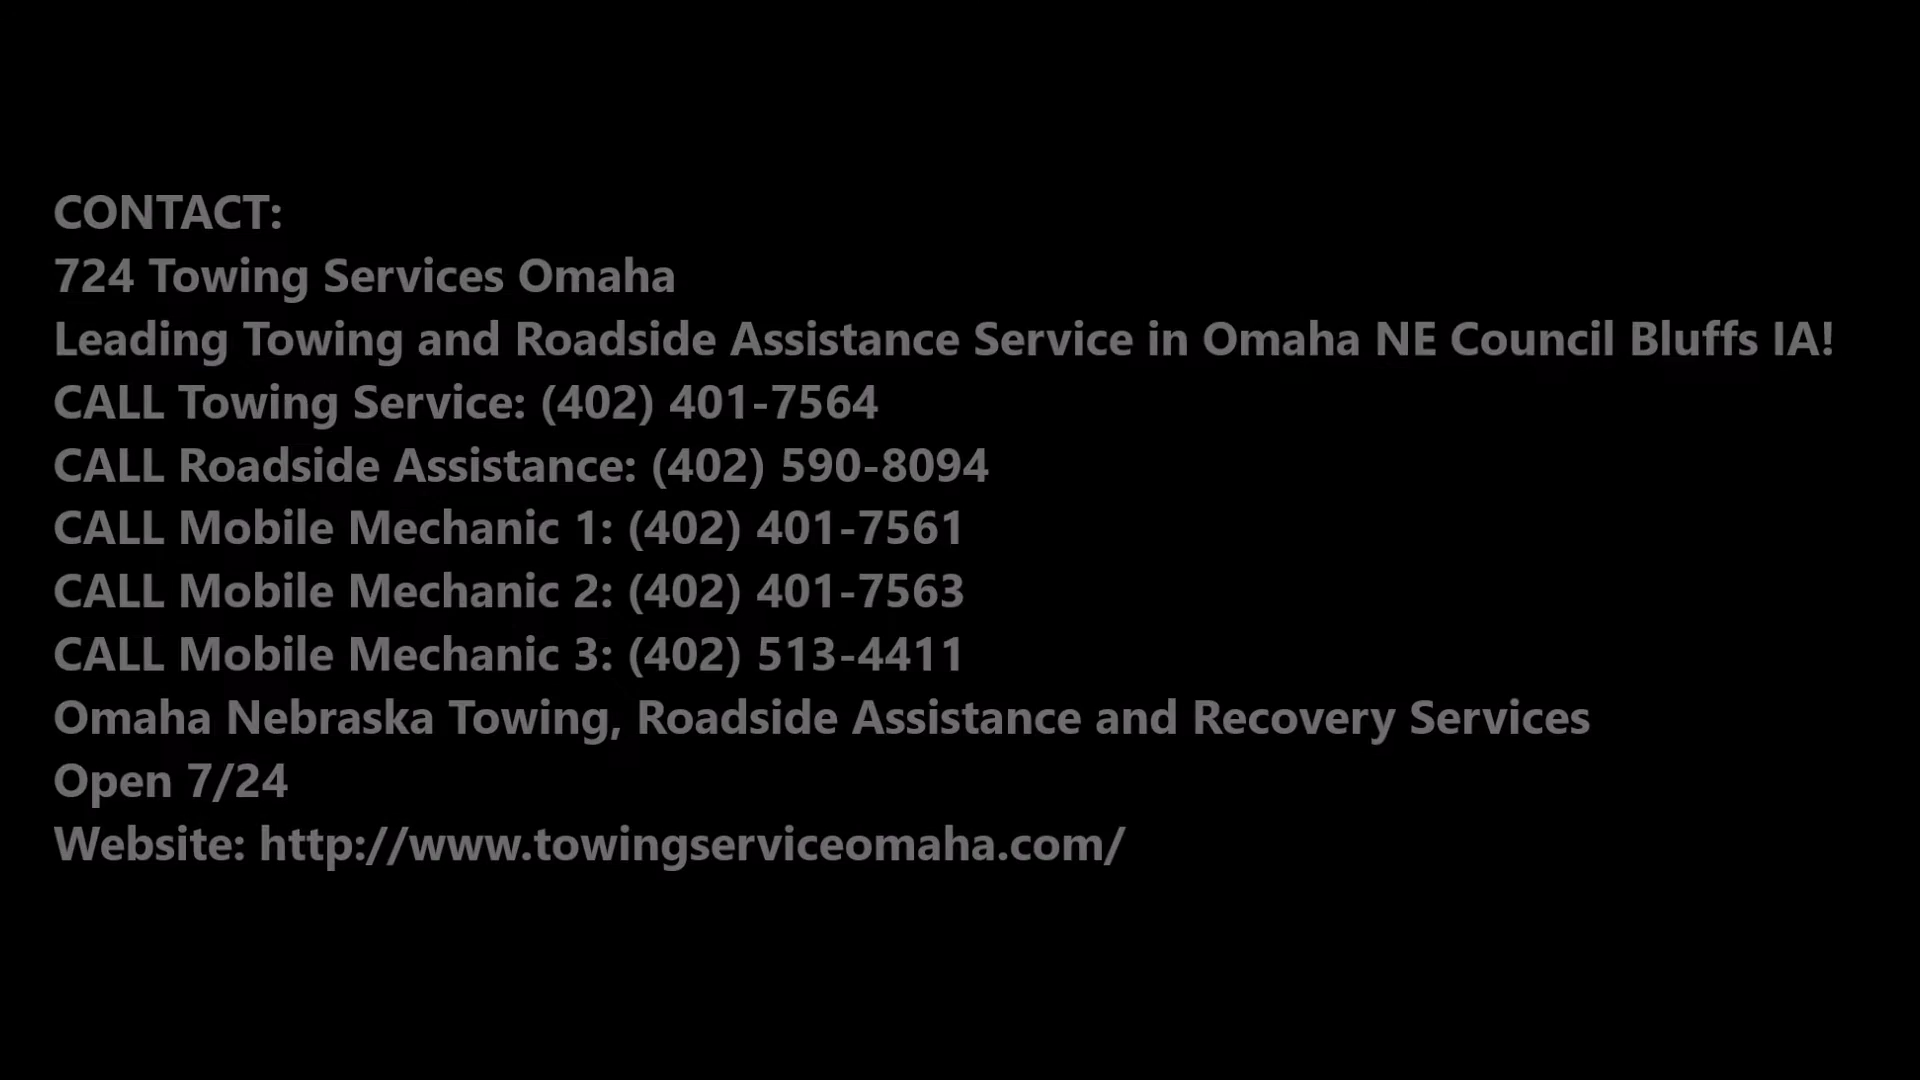 CONTACT:
724 Towing Services Omaha
Leading Towing and Roadside Assistance Service in Omaha NE Council Bluffs IA!
CALL Towing Service: (402) 401-7564
CALL Roadside Assistance: (402) 590-8094
CALL Mobile Mechanic 1: (402) 401-7561
CALL Mobile Mechanic 2: (402) 401-7563
CALL Mobile Mechanic 3: (402) 513-4411
Omaha Nebraska Towing, Roadside Assistance and Recovery Services
Open 7/24
Website: http://www.towingserviceomaha.com/